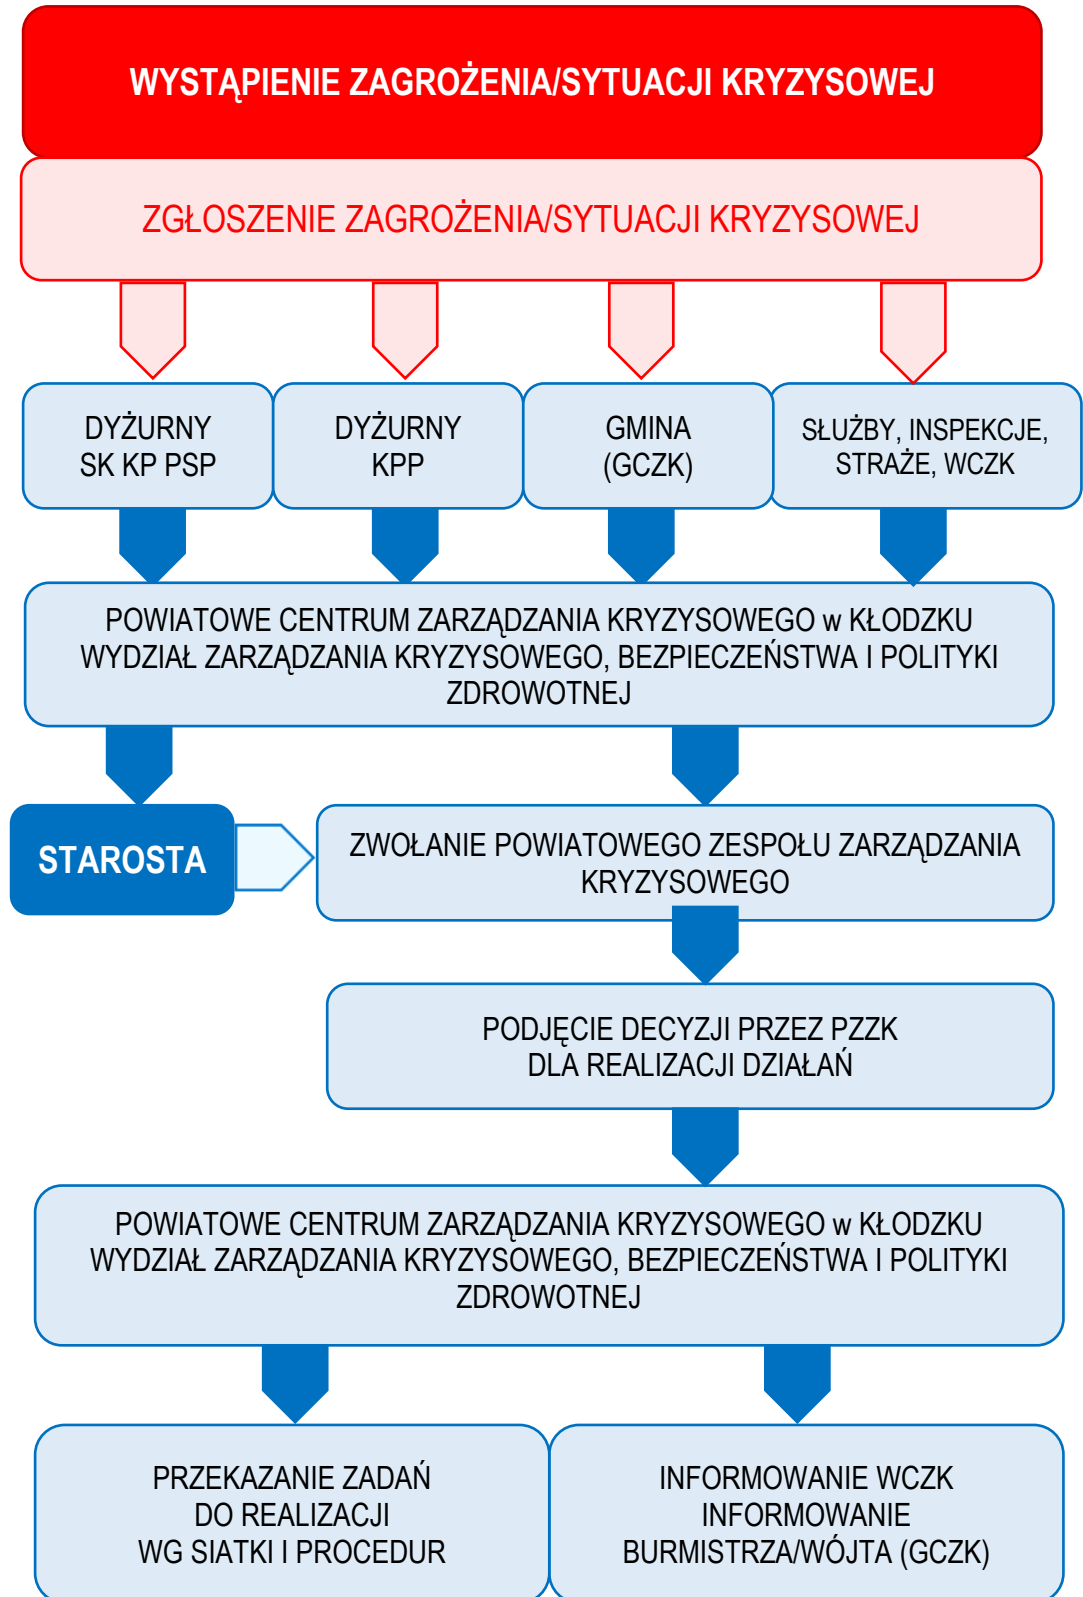 WYSTĄPIENIE ZAGROŻENIA/SYTUACJI KRYZYSOWEJ
ZGŁOSZENIE ZAGROŻENIA/SYTUACJI KRYZYSOWEJ
DYŻURNY
SK KP PSP
DYŻURNY
KPP
GMINA
(GCZK)
SŁUŻBY, INSPEKCJE,
STRAŻE, WCZK
POWIATOWE CENTRUM ZARZĄDZANIA KRYZYSOWEGO w KŁODZKU
WYDZIAŁ ZARZĄDZANIA KRYZYSOWEGO, BEZPIECZEŃSTWA I POLITYKI
ZDROWOTNEJ
STAROSTA
ZWOŁANIE POWIATOWEGO ZESPOŁU ZARZĄDZANIA
KRYZYSOWEGO
PODJĘCIE DECYZJI PRZEZ PZZK
DLA REALIZACJI DZIAŁAŃ
POWIATOWE CENTRUM ZARZĄDZANIA KRYZYSOWEGO w KŁODZKU
WYDZIAŁ ZARZĄDZANIA KRYZYSOWEGO, BEZPIECZEŃSTWA I POLITYKI
ZDROWOTNEJ
PRZEKAZANIE ZADAŃ
DO REALIZACJI
WG SIATKI I PROCEDUR
INFORMOWANIE WCZK
INFORMOWANIE
BURMISTRZA/WÓJTA (GCZK)